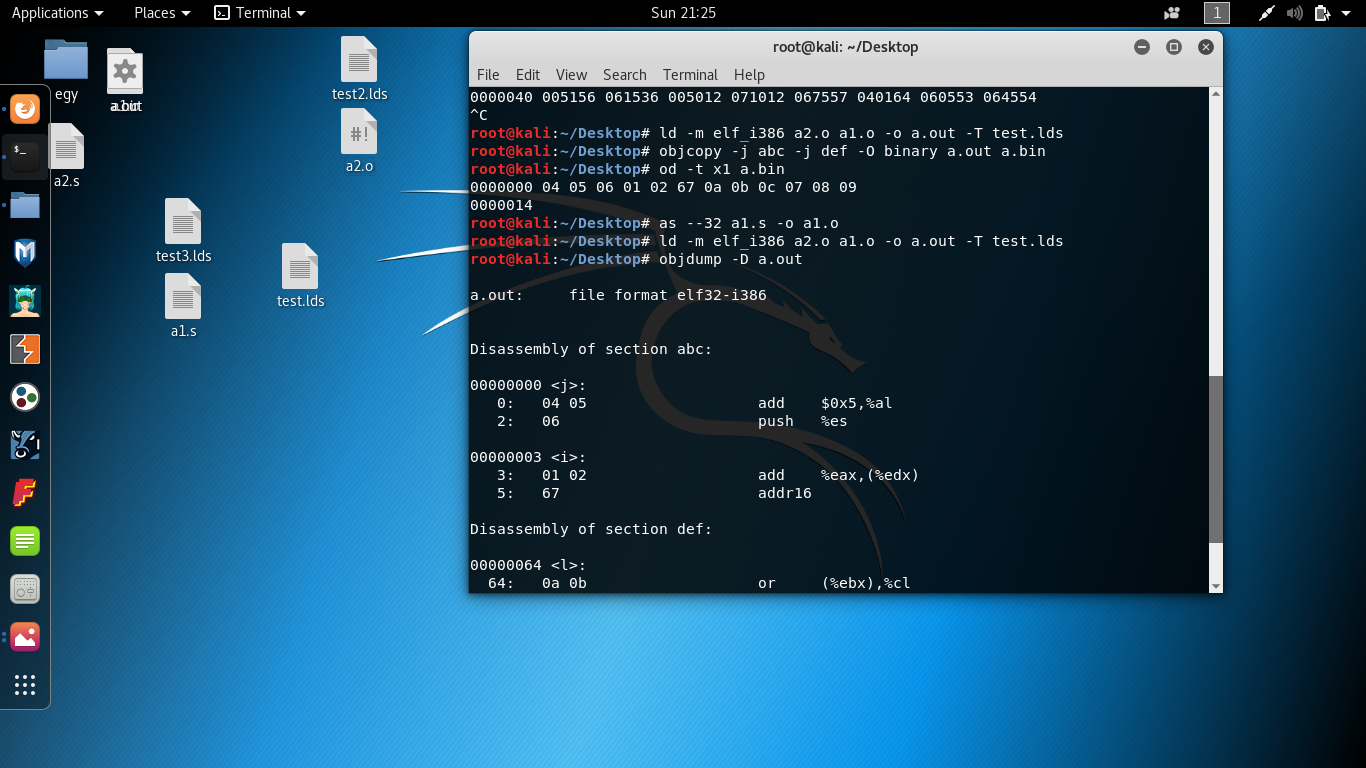 Applications Places Terminal Sun 21:25 1
egy
a2.s
test3.lds
a1.s
test.lds
test2.lds
a2.o
root@kali: ~/Desktop
File Edit View Search Terminal Help
0000040 005156 061536 005012 071012 067557 040164 060553 064554
^C
root@kali:~/Desktop# ld -m elf_i386 a2.o a1.o -o a.out -T test.lds
root@kali:~/Desktop# objcopy -j abc -j def -O binary a.out a.bin
root@kali:~/Desktop# od -t x1 a.bin
0000000 04 05 06 01 02 67 0a 0b 0c 07 08 09
0000014
root@kali:~/Desktop# as --32 a1.s -o a1.o
root@kali:~/Desktop# ld -m elf_i386 a2.o a1.o -o a.out -T test.lds
root@kali:~/Desktop# objdump -D a.out
a.out:     file format elf32-i386
Disassembly of section abc:
00000000 <j>:
0: 04 05 add $0x5,%al
2: 06 push %es
00000003 <i>:
3: 01 02 add %eax,(%edx)
5: 67 addr16
Disassembly of section def:
00000064 <l>:
64: 0a 0b or (%ebx),%cl